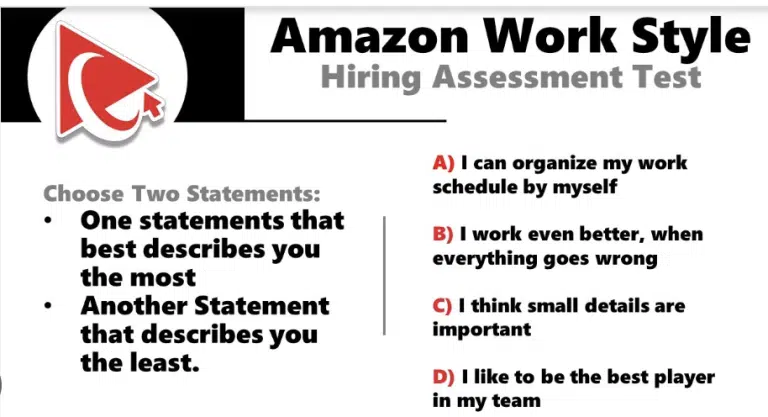 Amazon Work Style
Hiring Assessment Test
Choose Two Statements:
• One statements that
best describes you
the most
• Another Statement
that describes you
the least.
A) I can organize my work
schedule by myself
B) I work even better, when
everything goes wrong
C) I think small details are
important
D) I like to be the best player
in my team